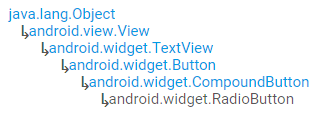 java.lang.Object
android.view.View
android.widget.TextView
android.widget.Button
android.widget.CompoundButton
android.widget.RadioButton